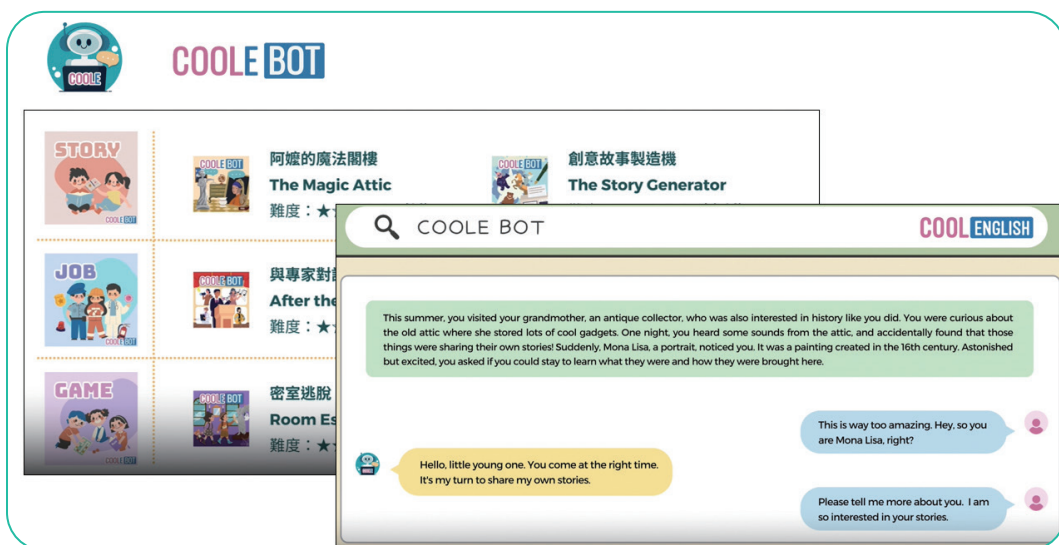 COOLE
COOLE BOT
STORY
COOLE BOT
COOLE BOT
阿嬤的魔法閣樓
The Magic Attic
難度：★
COOLE BOT
創意故事製造機
The Story Generator
JOB
COOLE BOT
COOLE BOT
與專家對
After the
難度：★
GAME
COOLE BOT
COOLE BOT
密室逃脫
Room Es
難度：★
COOLE BOT
COOL ENGLISH
This summer, you visited your grandmother, an antique collector, who was also interested in history like you did. You were curious about
the old attic where she stored lots of cool gadgets. One night, you heard some sounds from the attic, and accidentally found that those
things were sharing their own stories! Suddenly, Mona Lisa, a portrait, noticed you. It was a painting created in the 16th century. Astonished
but excited, you asked if you could stay to learn what they were and how they were brought here.
This is way too amazing. Hey, so you
are Mona Lisa, right?
Hello, little young one. You come at the right time.
It's my turn to share my own stories.
Please tell me more about you. I am
so interested in your stories.